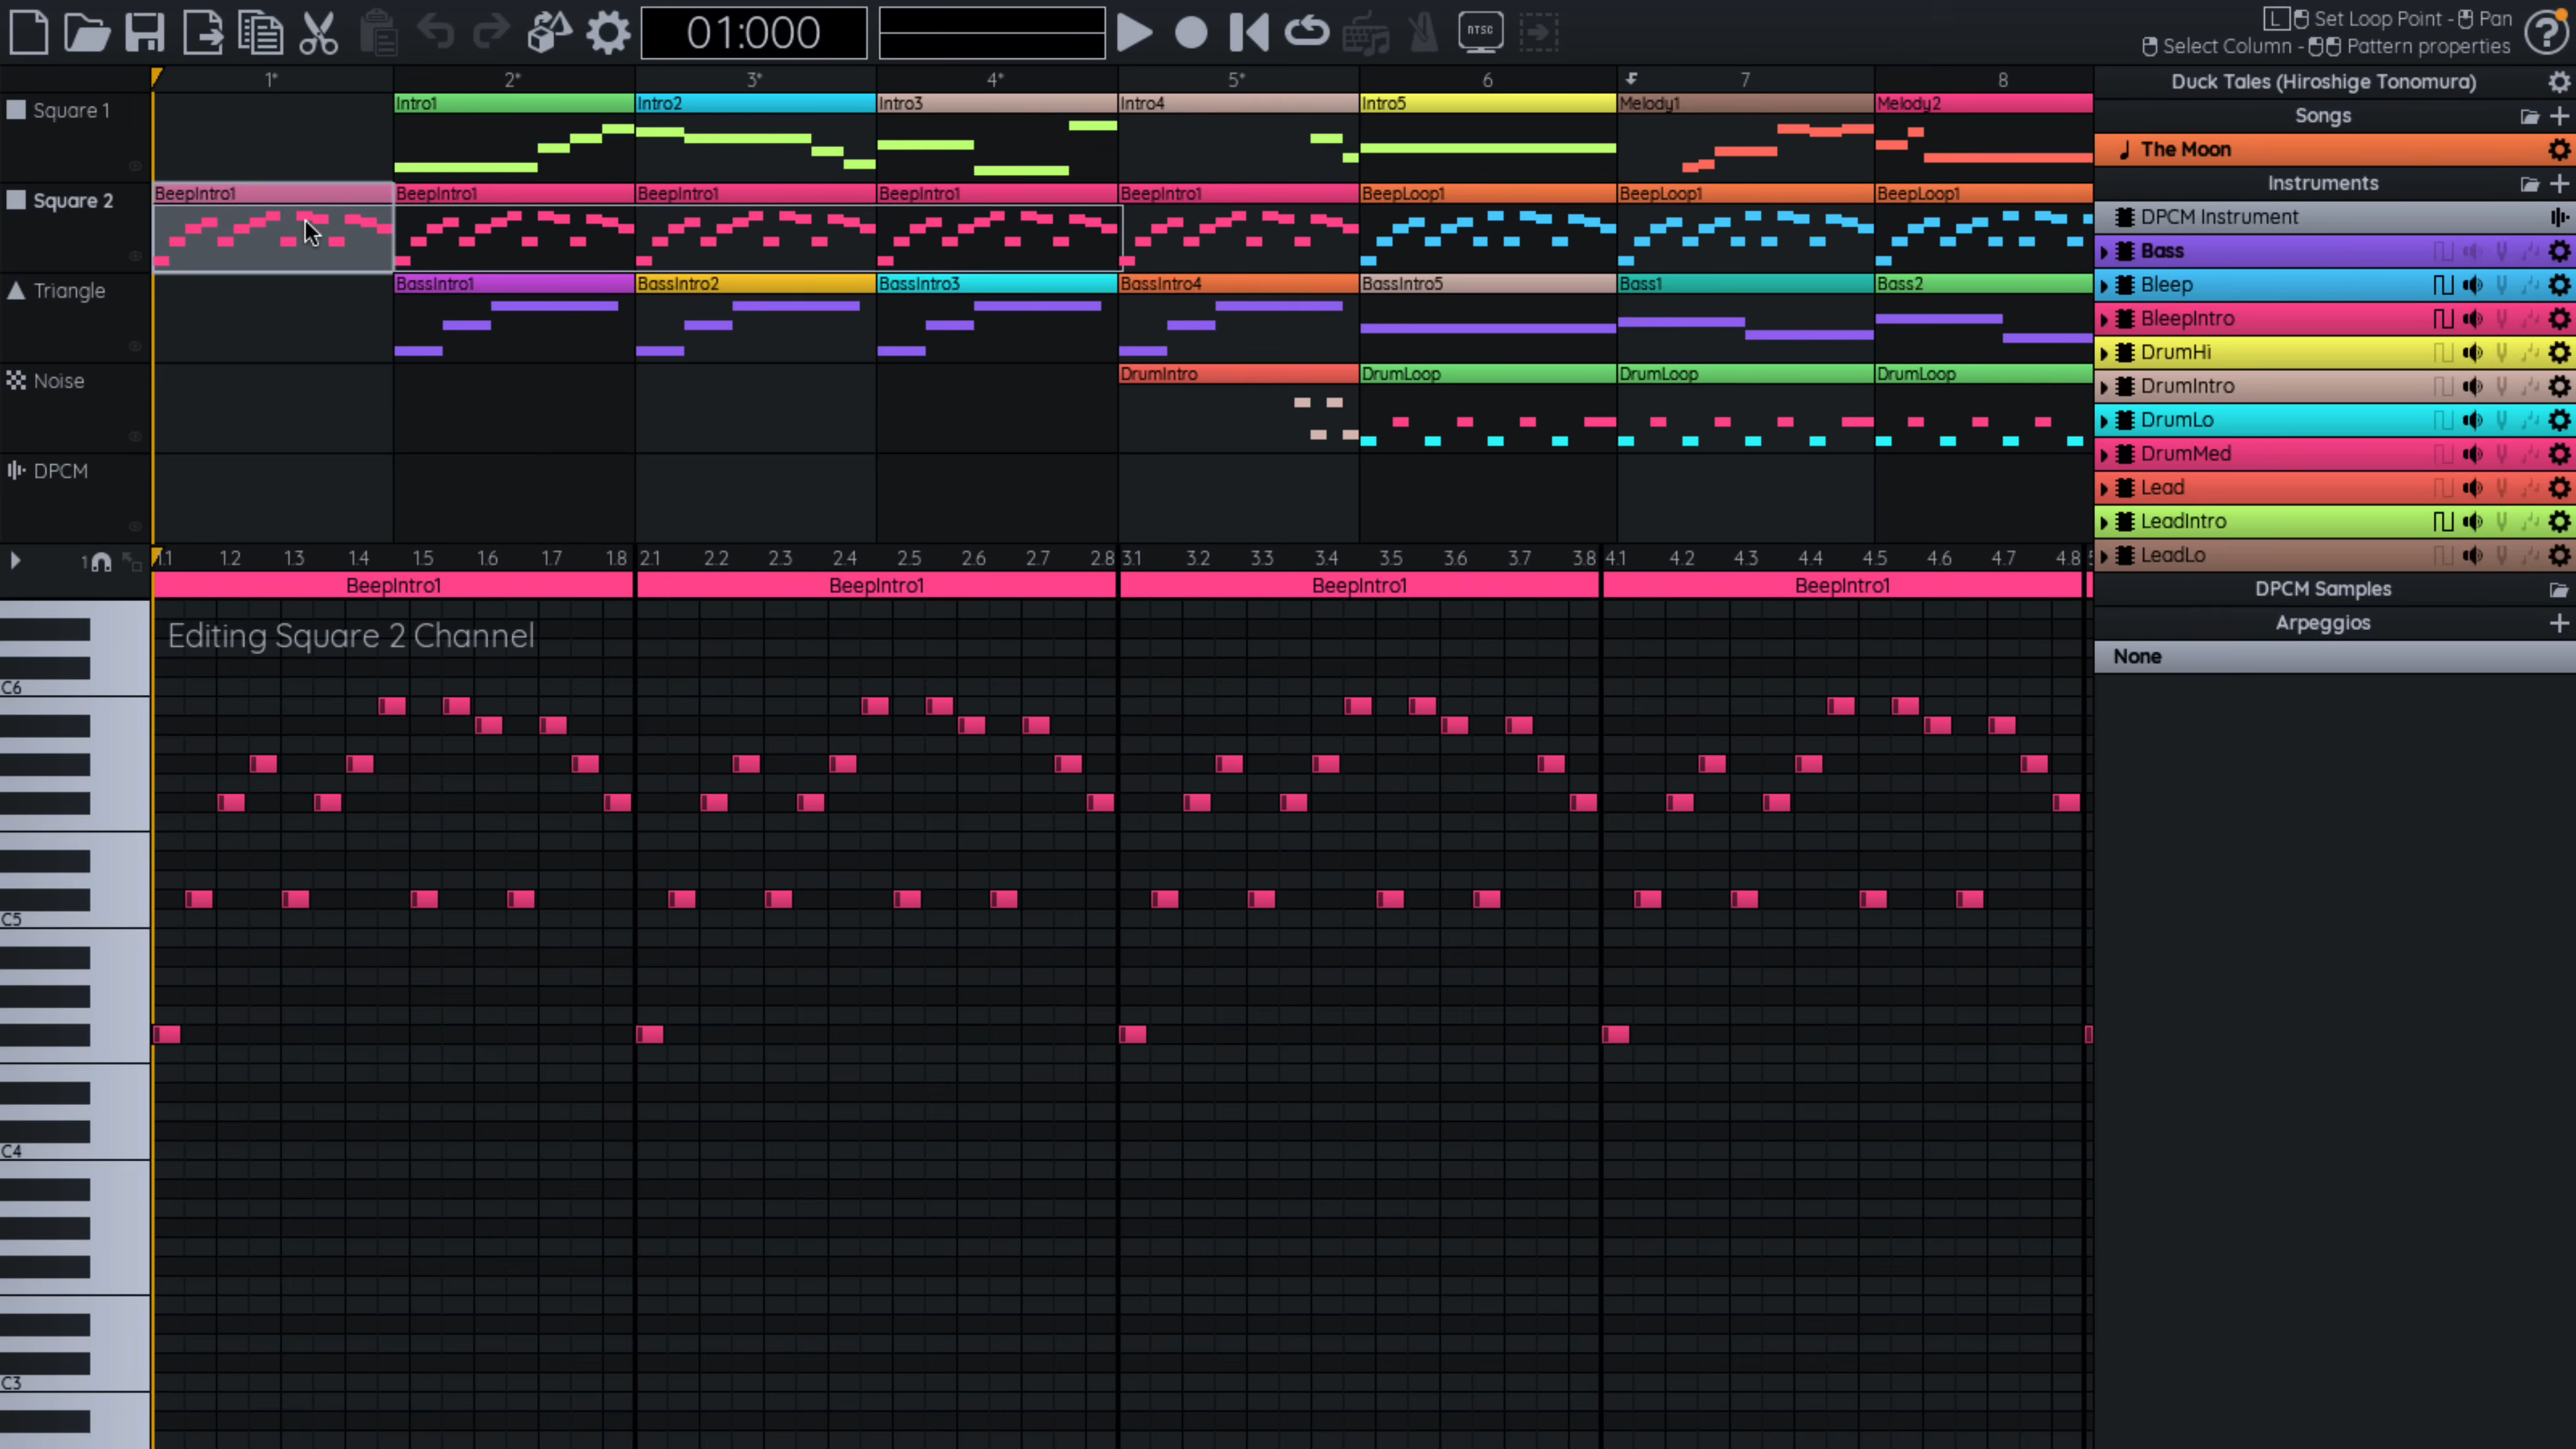 01:000
NTSC
L Set Loop Point - Pan
Select Column - Pattern properties
?
1* 2* 3* 4* 5* 6 7 8
Duck Tales (Hiroshige Tonomura)
Square 1
Intro1 Intro2 Intro3 Intro4 Intro5 Melody1 Melody2
Songs
The Moon
Square 2
BeepIntro1 BeepIntro1 BeepIntro1 BeepIntro1 BeepIntro1 BeepLoop1 BeepLoop1 BeepLoop1
Instruments
DPCM Instrument
Bass
Triangle
BassIntro1 BassIntro2 BassIntro3 BassIntro4 BassIntro5 Bass1 Bass2
Bleep
BleepIntro
DrumHi
Noise
DrumIntro DrumLoop DrumLoop DrumLoop
DrumIntro
DrumLo
DrumMed
DPCM
Lead
LeadIntro
LeadLo
1 1.1 1.2 1.3 1.4 1.5 1.6 1.7 1.8 2.1 2.2 2.3 2.4 2.5 2.6 2.7 2.8 3.1 3.2 3.3 3.4 3.5 3.6 3.7 3.8 4.1 4.2 4.3 4.4 4.5 4.6 4.7 4.8
BeepIntro1 BeepIntro1 BeepIntro1 BeepIntro1
DPCM Samples
Arpeggios
None
Editing Square 2 Channel
C6
C5
C4
C3